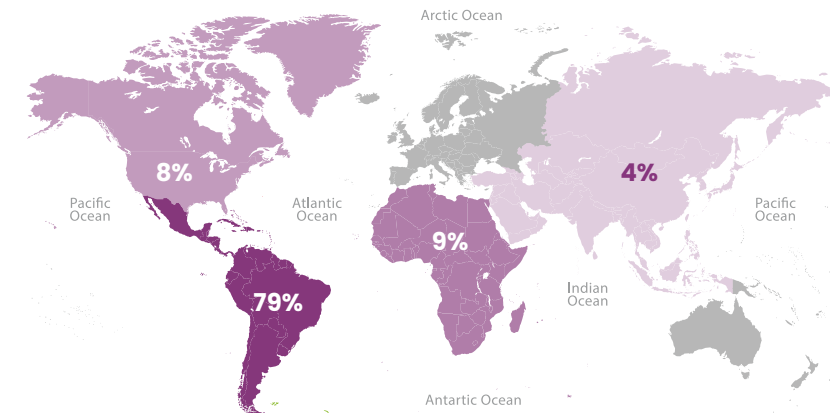 Arctic Ocean
8%
4%
Pacific
Ocean
Atlantic
Ocean
Pacific
Ocean
9%
Indian
Ocean
79%
Antartic Ocean